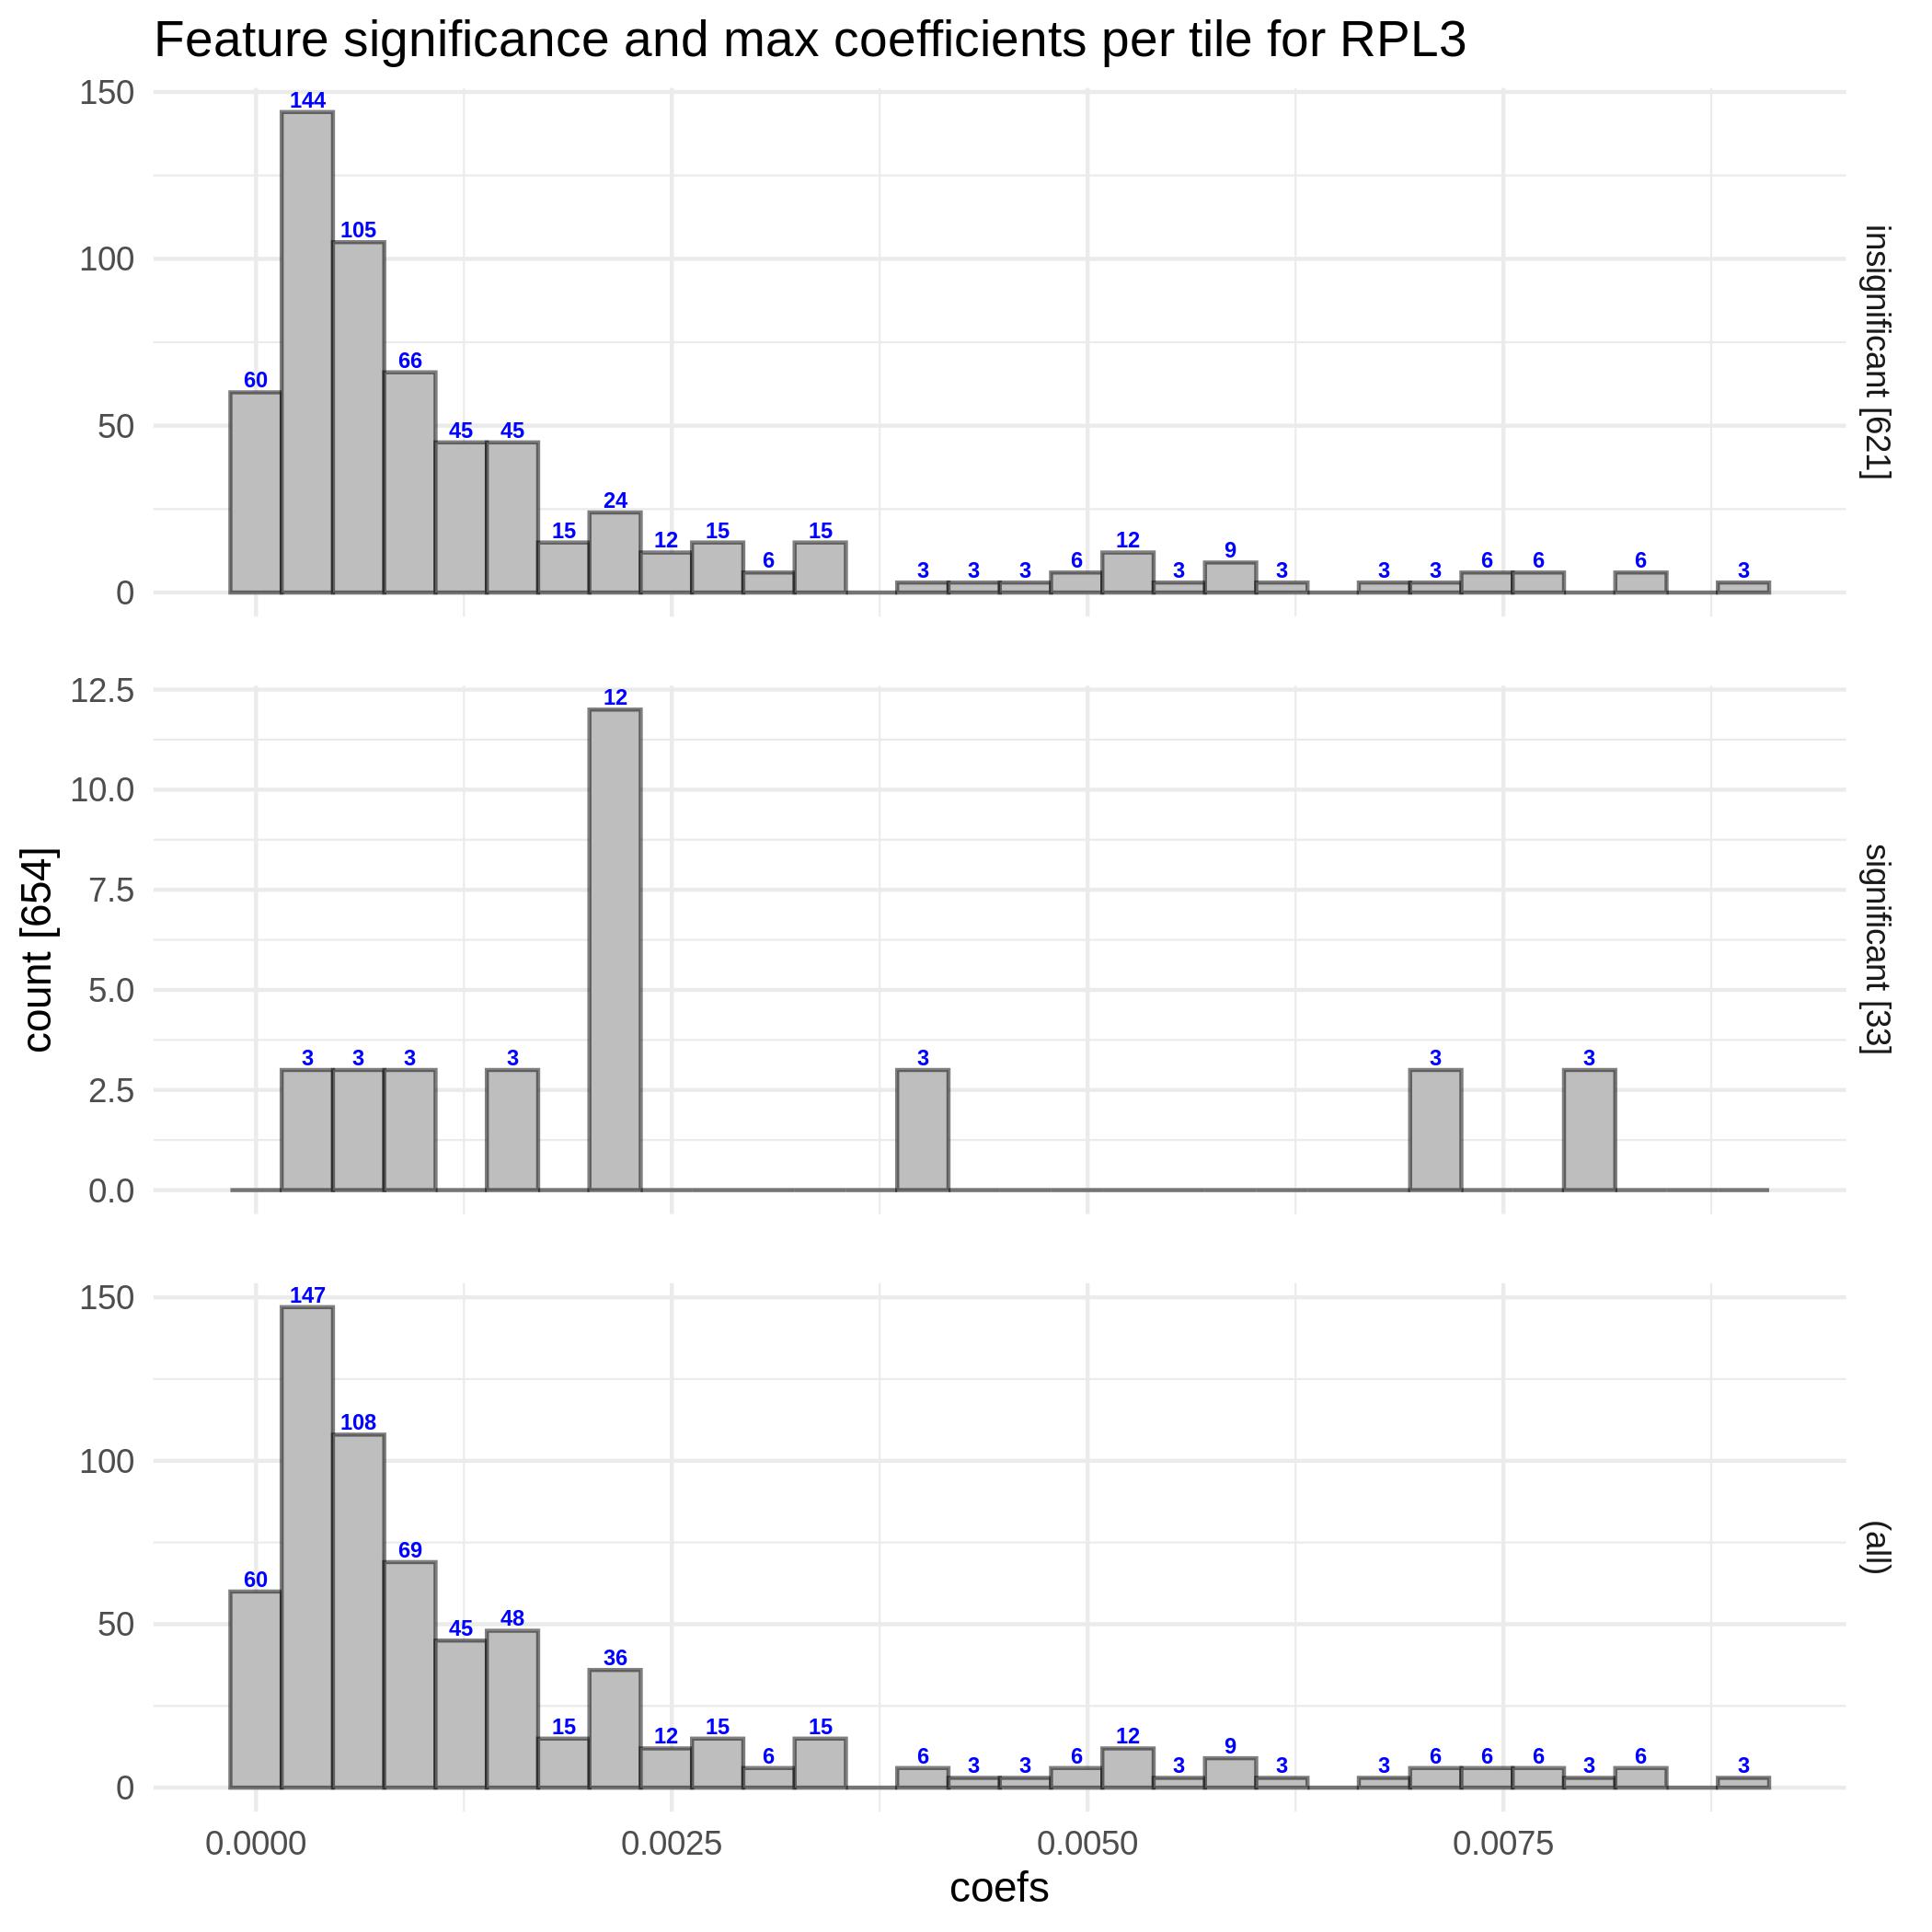 Feature significance and max coefficients per tile for RPL3
150
100
50
0
144
105
60
66
45 45
15 24 12 15 6 15 3 3 3 6 12 3 9 3 3 3 6 6 6 3
insignificant [621]
count [654]
12.5
10.0
7.5
5.0
2.5
0.0
12
3 3 3 3 3 3 3
significant [33]
150
100
50
0
147
108
60 69
45 48
15 36 12 15 6 15 6 3 3 6 12 3 9 3 3 6 6 6 3 6 3
(all)
0.0000 0.0025 0.0050 0.0075
coefs